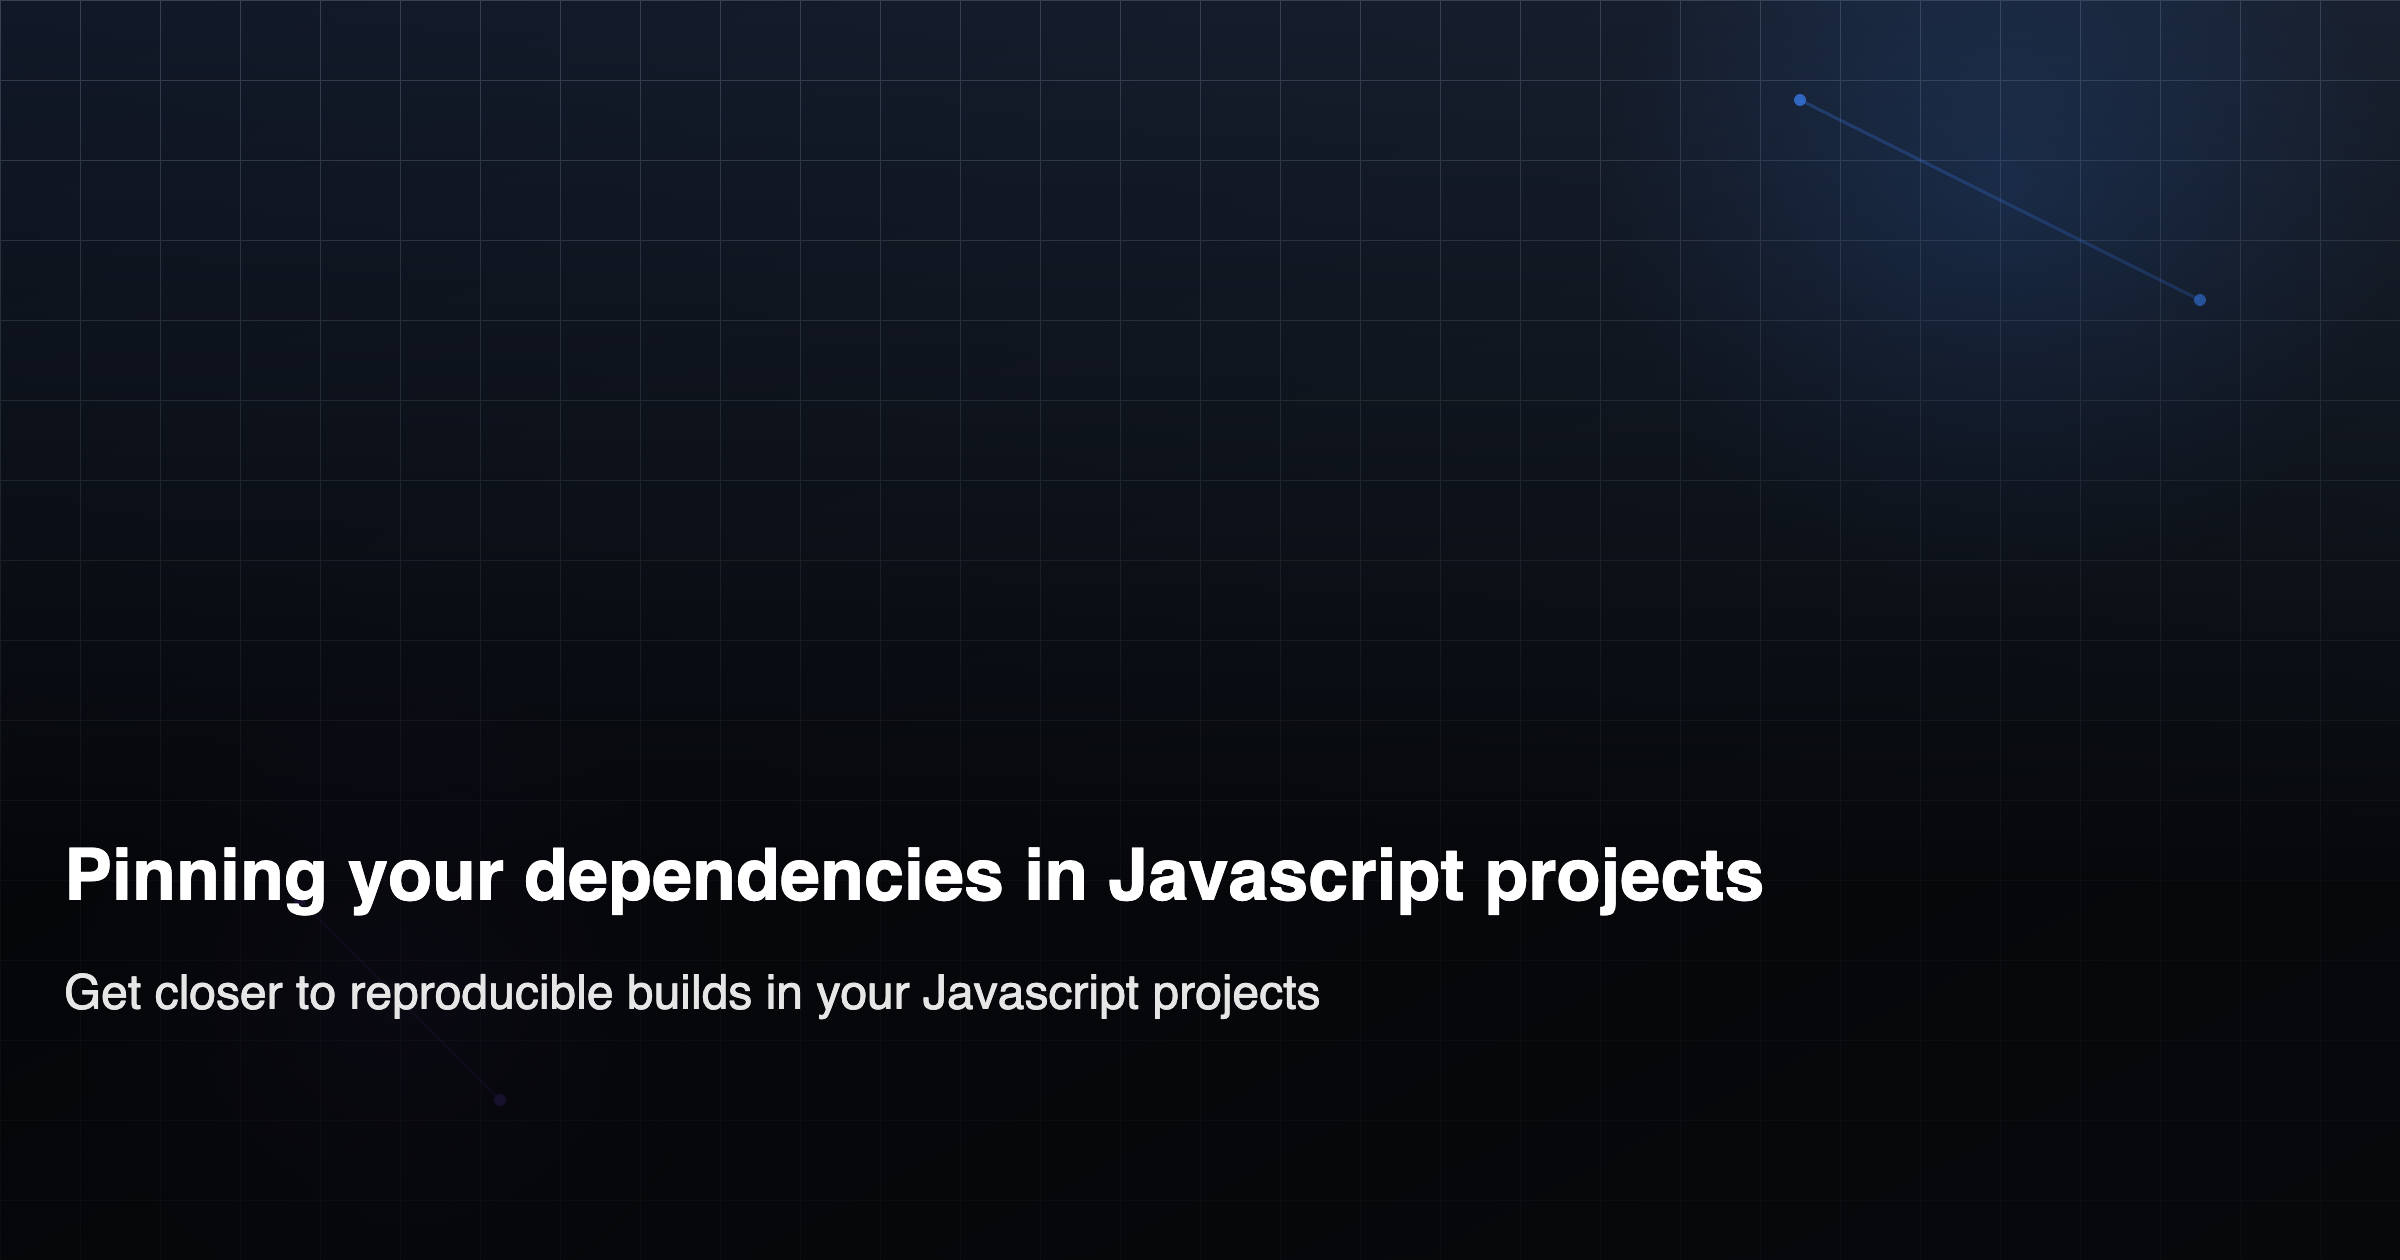 Pinning your dependencies in Javascript projects
Get closer to reproducible builds in your Javascript projects